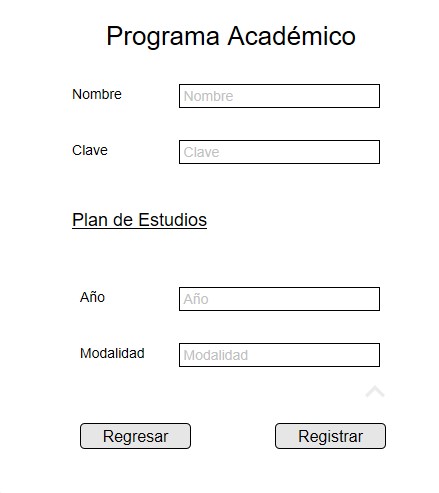 Programa Académico
Nombre Nombre
Clave Clave
Plan de Estudios
Año Año
Modalidad Modalidad
Regresar Registrar